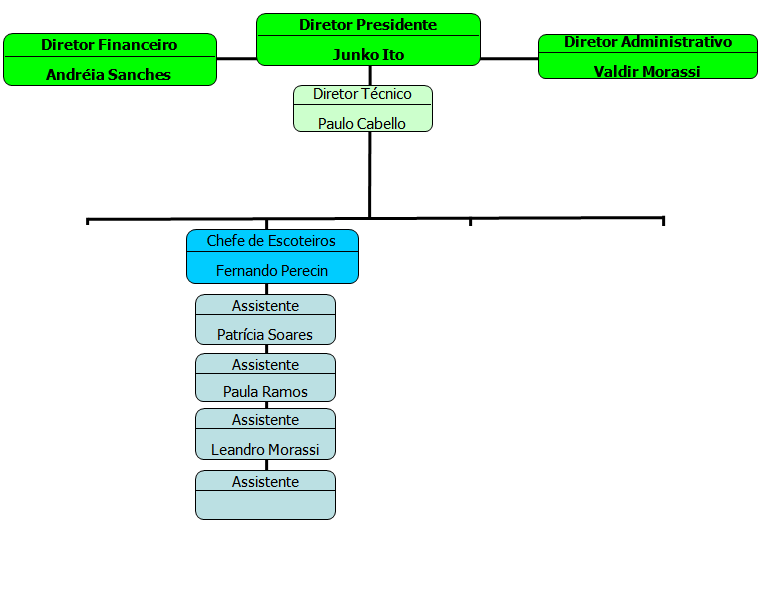 Diretor Presidente
Junko Ito
Diretor Financeiro
Andréia Sanches
Diretor Administrativo
Valdir Morassi
Diretor Técnico
Paulo Cabello
Chefe de Escoteiros
Fernando Perecin
Assistente
Patrícia Soares
Assistente
Paula Ramos
Assistente
Leandro Morassi
Assistente